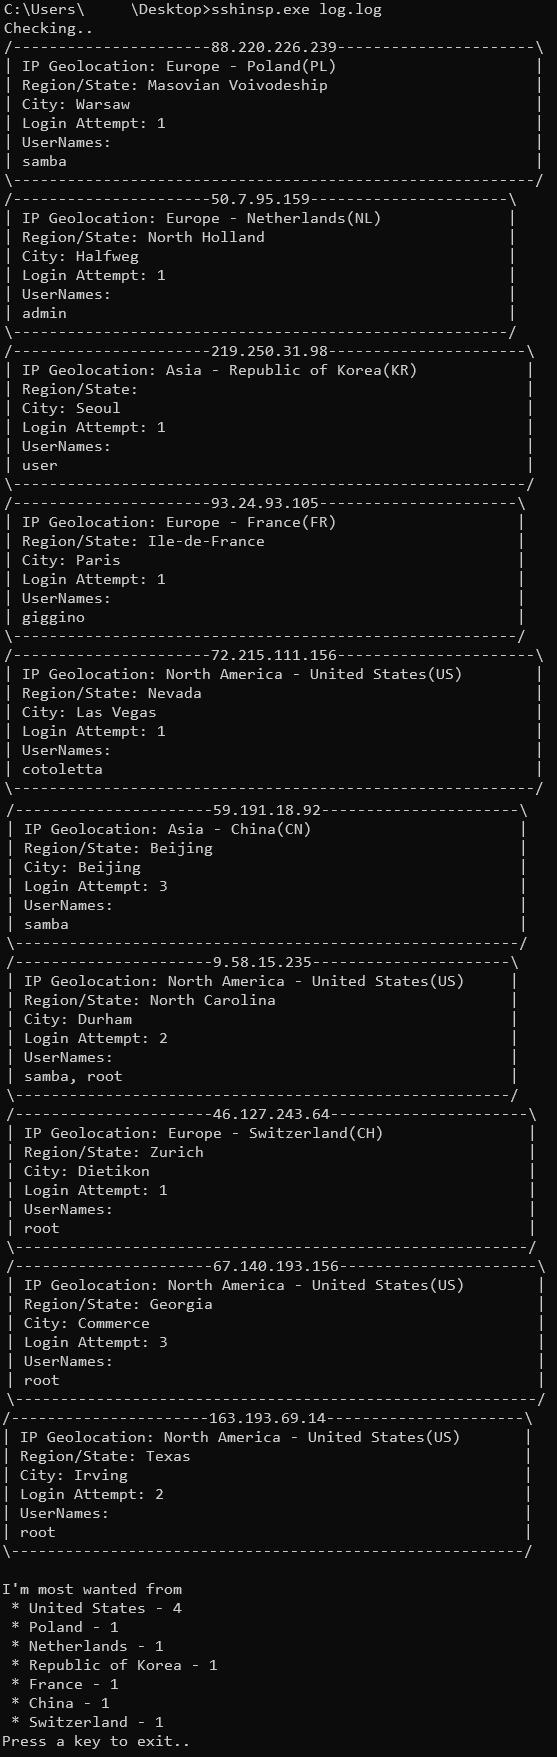 C:\Users\      \Desktop>sshinsp.exe log.log
Checking..
/----------------------88.220.226.239----------------------\
| IP Geolocation: Europe - Poland(PL)                      |
| Region/State: Masovian Voivodeship                       |
| City: Warsaw                                             |
| Login Attempt: 1                                         |
| UserNames:                                               |
| samba                                                    |
\----------------------------------------------------------/
/----------------------50.7.95.159----------------------\
| IP Geolocation: Europe - Netherlands(NL)              |
| Region/State: North Holland                           |
| City: Halfweg                                         |
| Login Attempt: 1                                      |
| UserNames:                                            |
| admin                                                 |
\-------------------------------------------------------/
/----------------------219.250.31.98----------------------\
| IP Geolocation: Asia - Republic of Korea(KR)            |
| Region/State:                                           |
| City: Seoul                                             |
| Login Attempt: 1                                        |
| UserNames:                                              |
| user                                                    |
\---------------------------------------------------------/
/----------------------93.24.93.105----------------------\
| IP Geolocation: Europe - France(FR)                    |
| Region/State: Ile-de-France                            |
| City: Paris                                            |
| Login Attempt: 1                                       |
| UserNames:                                             |
| giggino                                                |
\--------------------------------------------------------/
/----------------------72.215.111.156----------------------\
| IP Geolocation: North America - United States(US)        |
| Region/State: Nevada                                     |
| City: Las Vegas                                          |
| Login Attempt: 1                                         |
| UserNames:                                               |
| cotoletta                                                |
\----------------------------------------------------------/
/----------------------59.191.18.92----------------------\
| IP Geolocation: Asia - China(CN)                       |
| Region/State: Beijing                                  |
| City: Beijing                                          |
| Login Attempt: 3                                       |
| UserNames:                                             |
| samba                                                  |
\--------------------------------------------------------/
/----------------------9.58.15.235----------------------\
| IP Geolocation: North America - United States(US)     |
| Region/State: North Carolina                          |
| City: Durham                                          |
| Login Attempt: 2                                      |
| UserNames:                                            |
| samba, root                                           |
\-------------------------------------------------------/
/----------------------46.127.243.64----------------------\
| IP Geolocation: Europe - Switzerland(CH)                |
| Region/State: Zurich                                    |
| City: Dietikon                                          |
| Login Attempt: 1                                        |
| UserNames:                                              |
| root                                                    |
\---------------------------------------------------------/
/----------------------67.140.193.156----------------------\
| IP Geolocation: North America - United States(US)        |
| Region/State: Georgia                                    |
| City: Commerce                                           |
| Login Attempt: 3                                         |
| UserNames:                                               |
| root                                                     |
\----------------------------------------------------------/
/----------------------163.193.69.14----------------------\
| IP Geolocation: North America - United States(US)       |
| Region/State: Texas                                     |
| City: Irving                                            |
| Login Attempt: 2                                        |
| UserNames:                                              |
| root                                                    |
\---------------------------------------------------------/
I'm most wanted from
 * United States - 4
 * Poland - 1
 * Netherlands - 1
 * Republic of Korea - 1
 * France - 1
 * China - 1
 * Switzerland - 1
Press a key to exit..